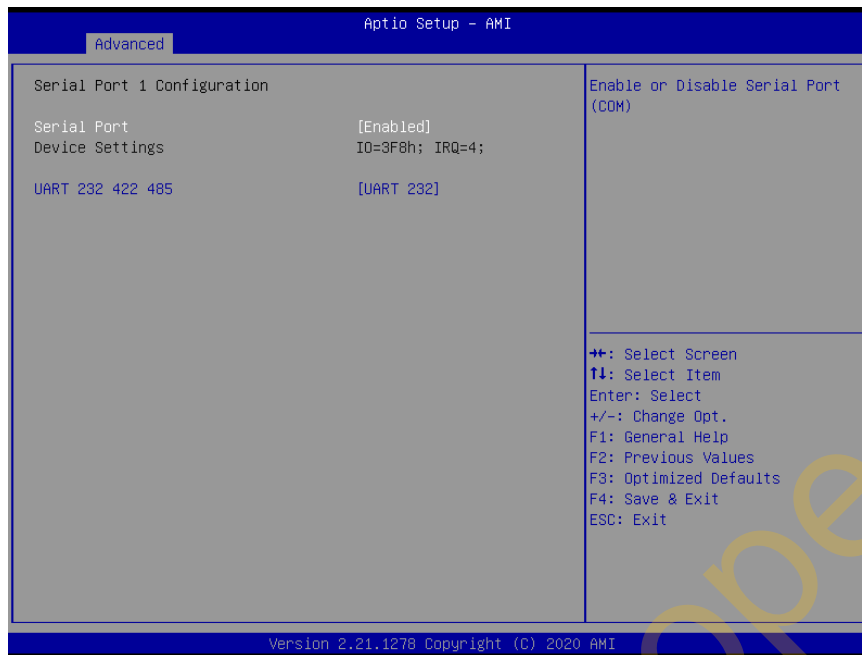 Aptio Setup - AMI
Advanced
Serial Port 1 Configuration
Serial Port [Enabled]
Device Settings IO=3F8h; IRQ=4;
UART 232 422 485 [UART 232]
Enable or Disable Serial Port
(COM)
→←: Select Screen
↑↓: Select Item
Enter: Select
+/-: Change Opt.
F1: General Help
F2: Previous Values
F3: Optimized Defaults
F4: Save & Exit
ESC: Exit
Version 2.21.1278 Copyright (C) 2020 AMI
ope